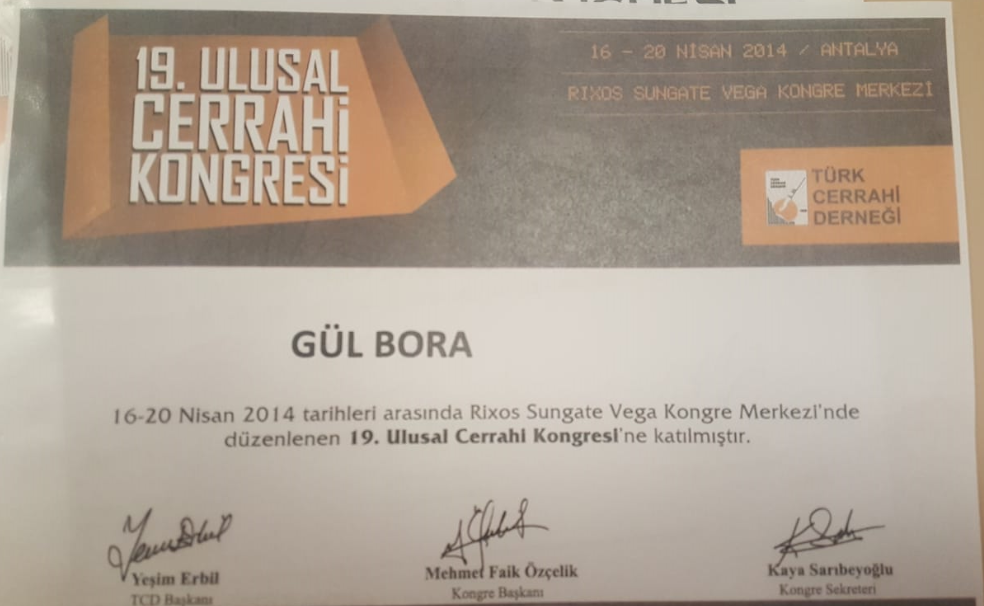 19. ULUSAL
CERRAHİ
KONGRESİ
16 - 20 NİSAN 2014 / ANTALYA
RIXOS SUNGATE VEGA KONGRE MERKEZİ
TÜRK
CERRAHİ
DERNEĞİ
GÜL BORA
16-20 Nisan 2014 tarihleri arasında Rixos Sungate Vega Kongre Merkezi'nde
düzenlenen 19. Ulusal Cerrahi Kongresi'ne katılmıştır.
Yeşim Erbil
TCD Başkanı
Mehmet Faik Özçelik
Kongre Başkanı
Kaya Sarıbeyoğlu
Kongre Sekreteri